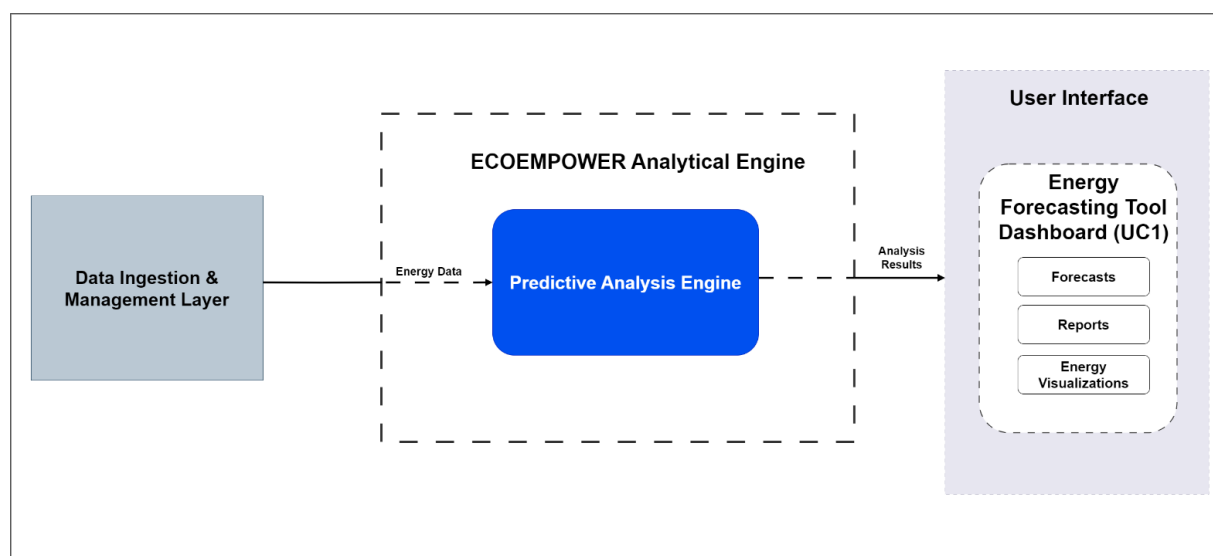 Data Ingestion &
Management Layer
Energy Data
ECOEMPOWER Analytical Engine
Predictive Analysis Engine
Analysis
Results
User Interface
Energy
Forecasting Tool
Dashboard (UC1)
Forecasts
Reports
Energy
Visualizations